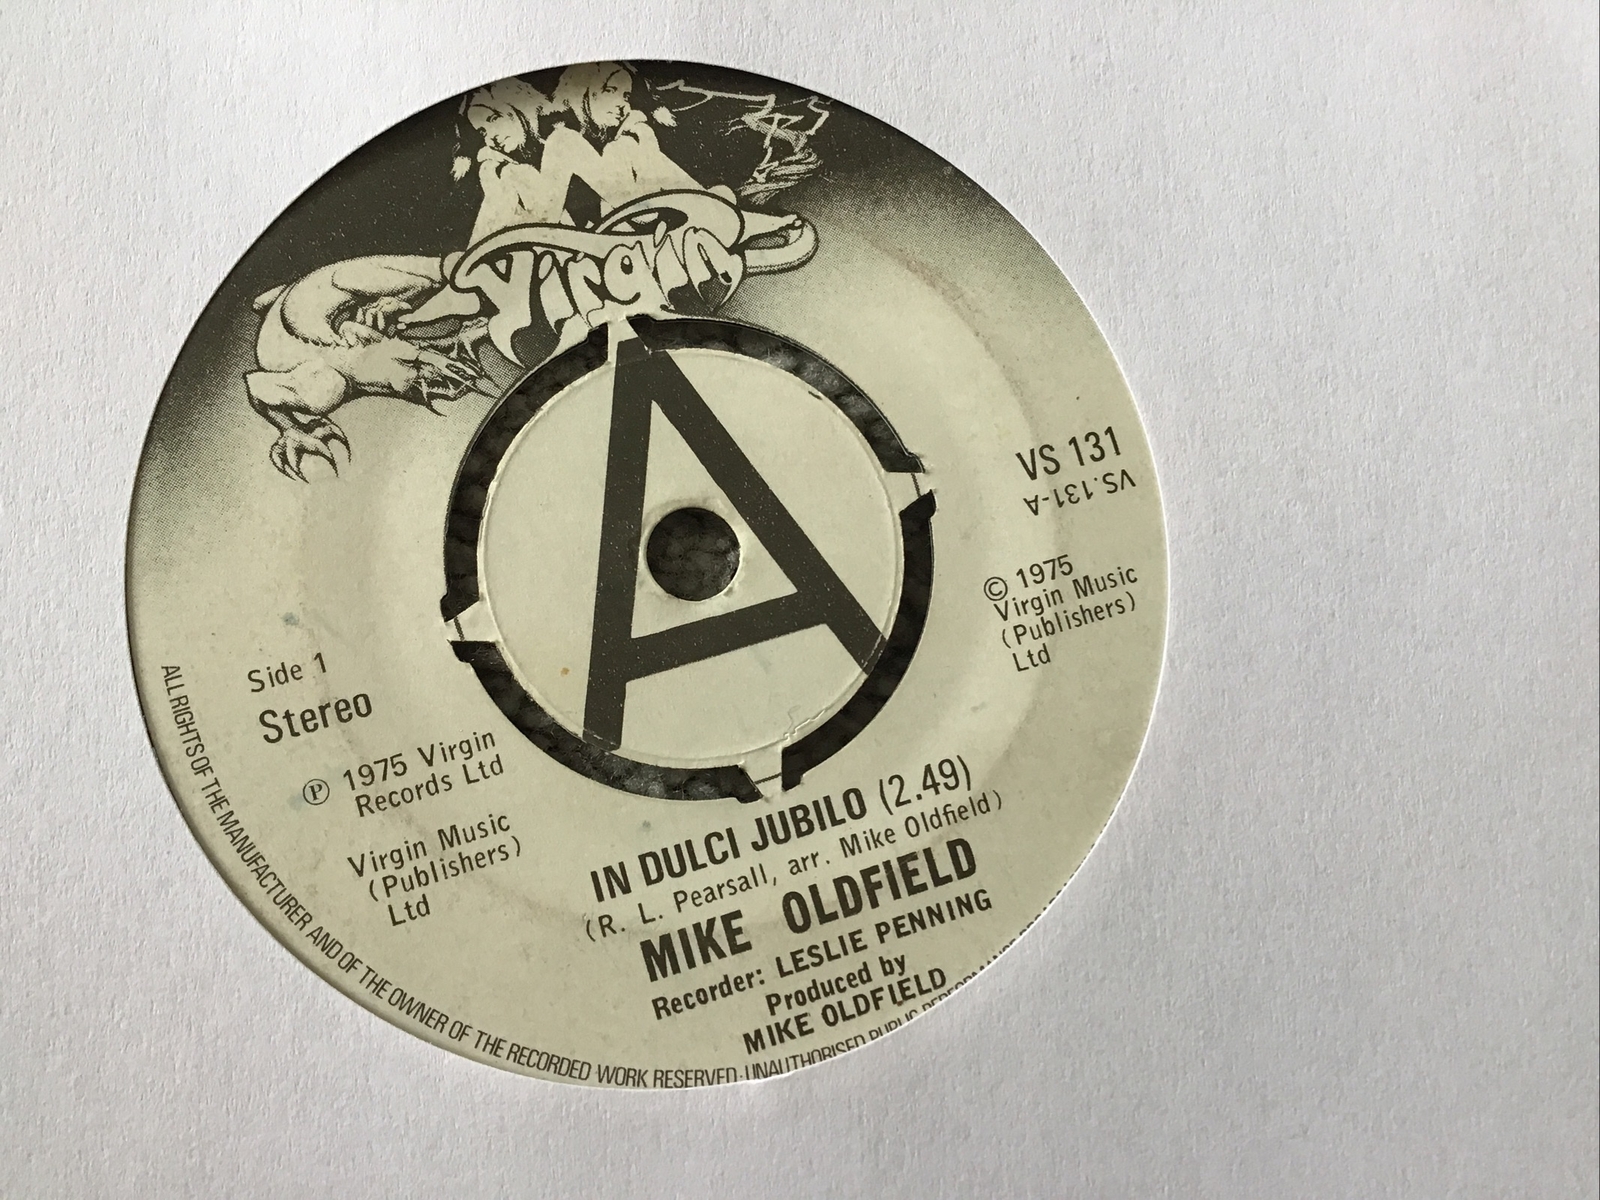 Virgin
A
VS 131
VS.131-A
© 1975
Virgin Music
(Publishers)
Ltd
Side 1
Stereo
℗ 1975 Virgin
Records Ltd
Virgin Music
(Publishers)
Ltd
IN DULCI JUBILO (2.49)
(R. L. Pearsall, arr. Mike Oldfield)
MIKE OLDFIELD
Recorder: LESLIE PENNING
Produced by
MIKE OLDFIELD
ALL RIGHTS OF THE MANUFACTURER AND OF THE OWNER OF THE RECORDED WORK RESERVED·UNAUTHORISED PUBLIC